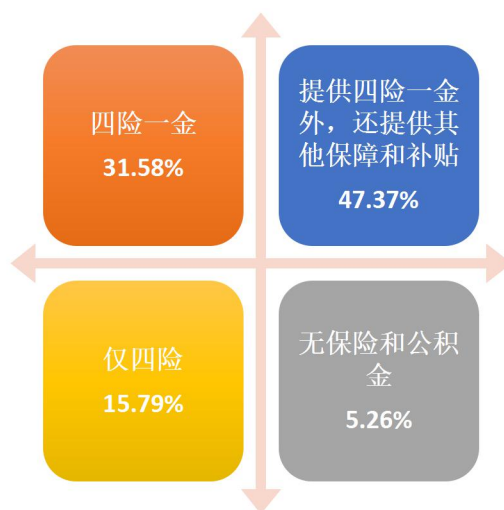 四险一金
31.58%
提供四险一金
外，还提供其
他保障和补贴
47.37%
仅四险
15.79%
无保险和公积
金
5.26%